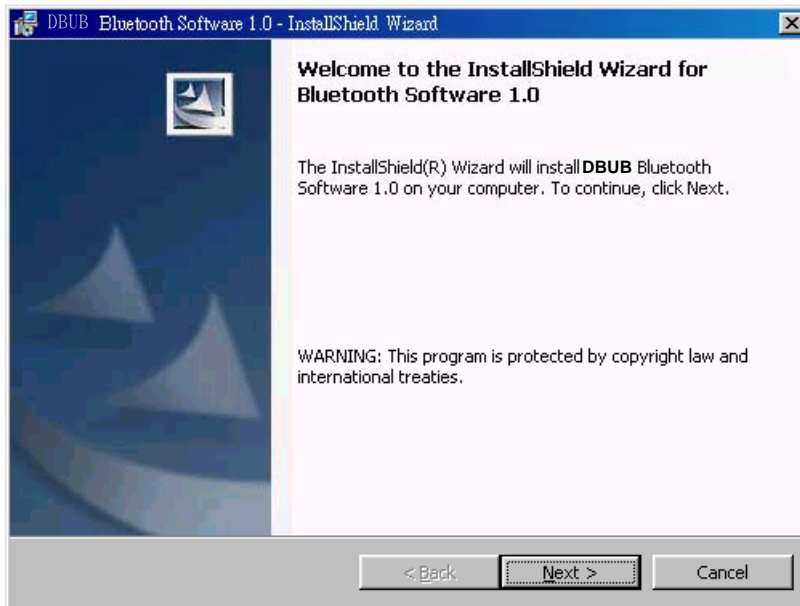 DBUB Bluetooth Software 1.0 - InstallShield Wizard
Welcome to the InstallShield Wizard for
Bluetooth Software 1.0
The InstallShield(R) Wizard will install DBUB Bluetooth
Software 1.0 on your computer. To continue, click Next.
WARNING: This program is protected by copyright law and
international treaties.
< Back
Next >
Cancel